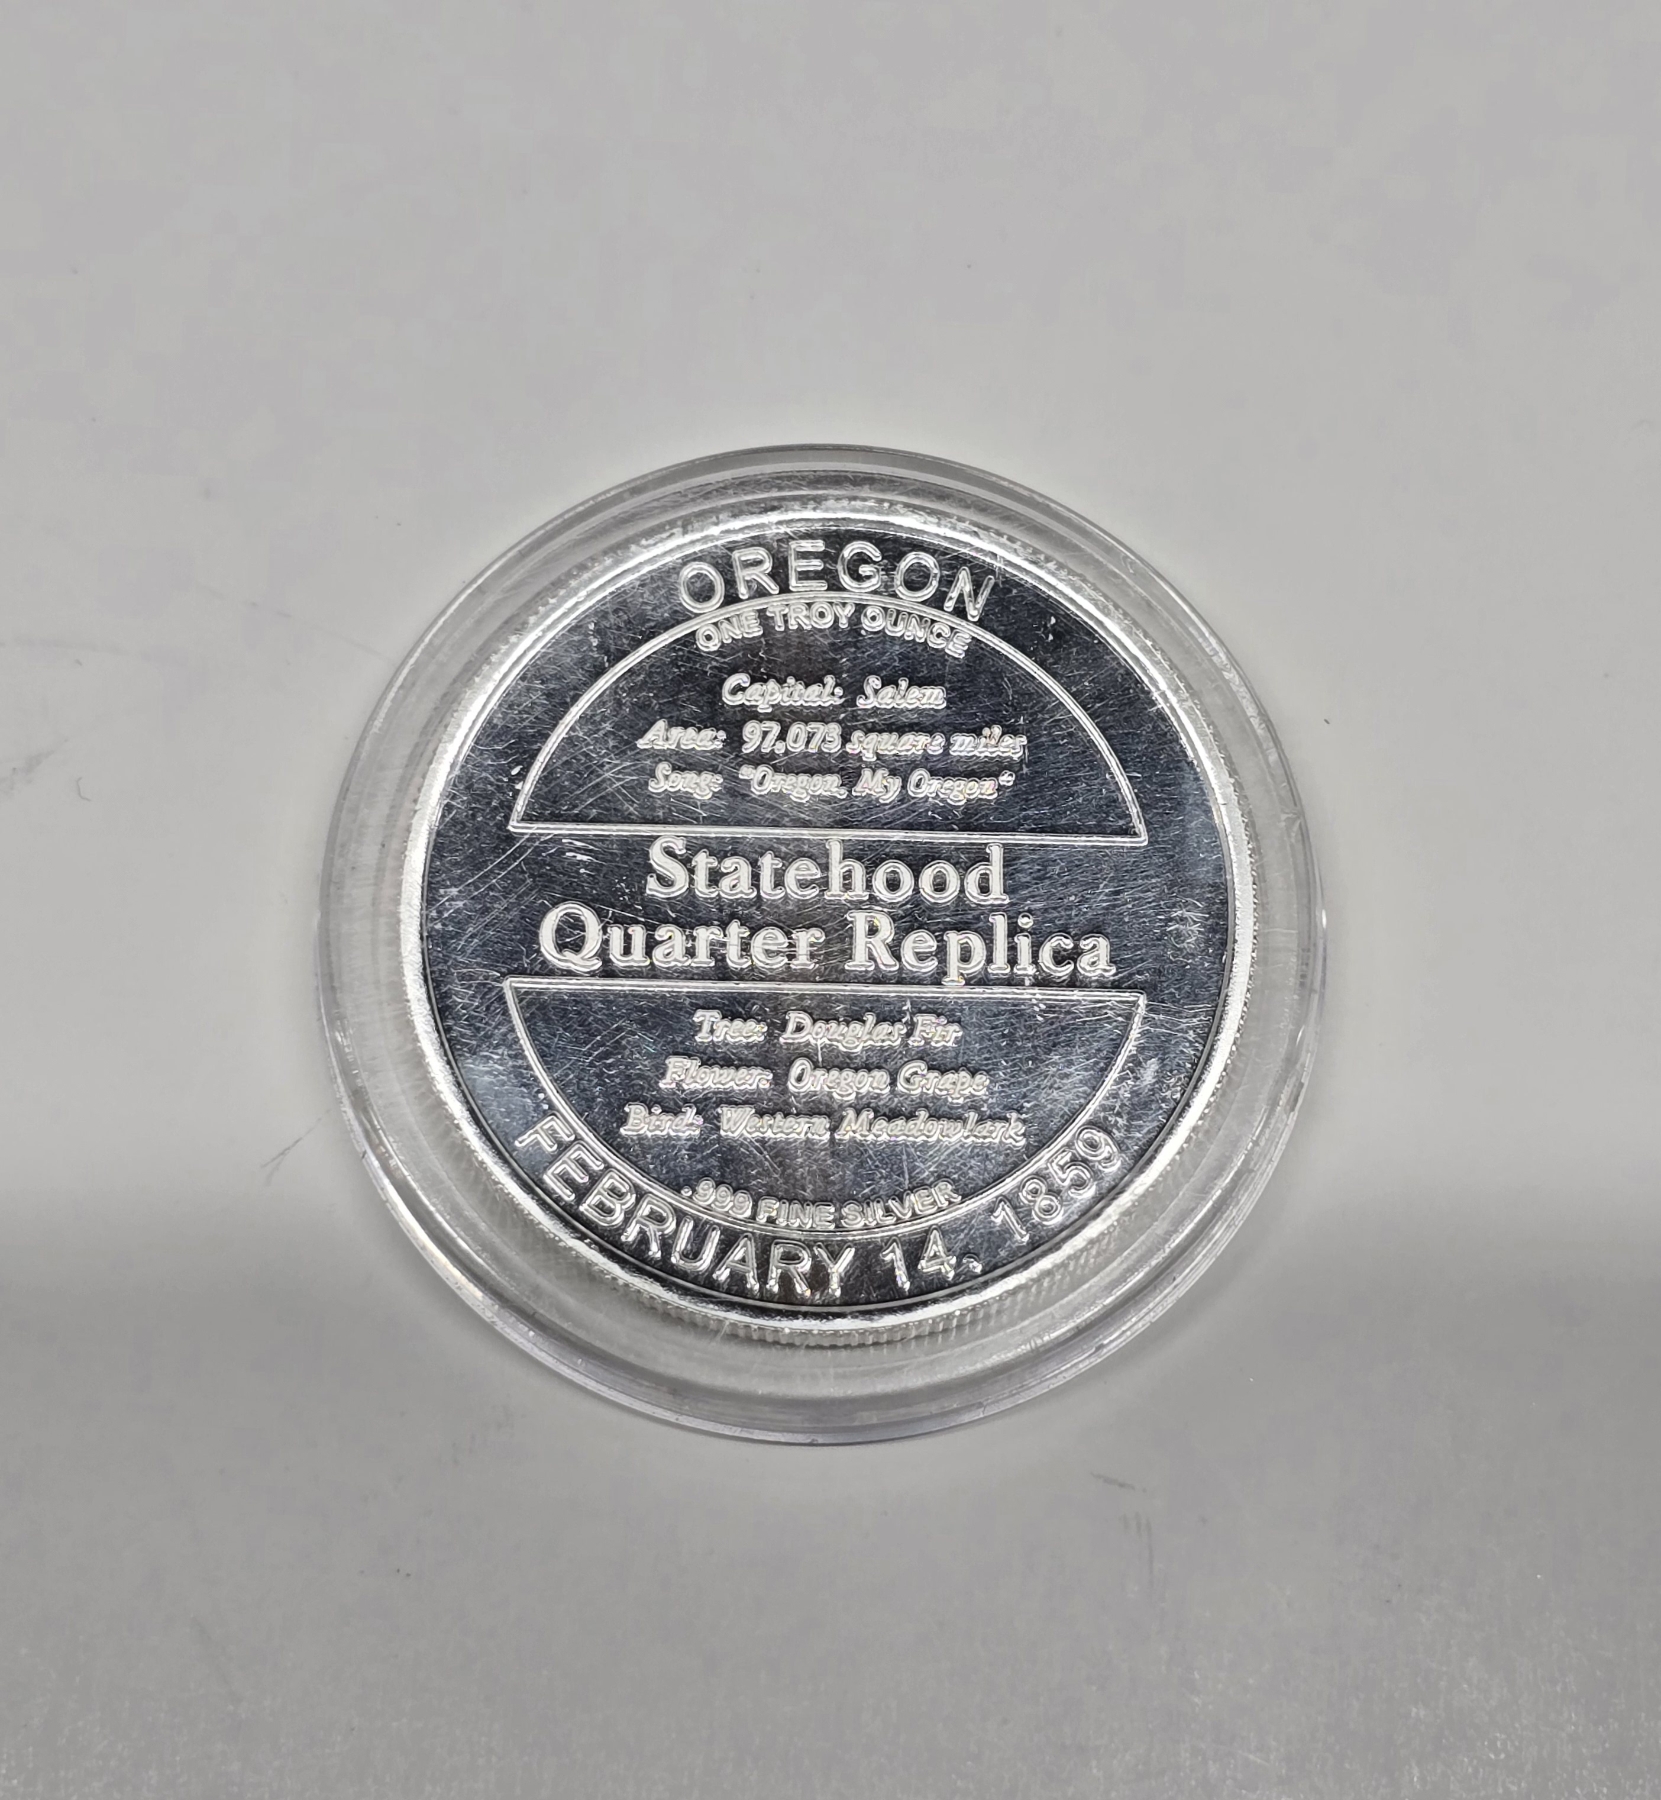 OREGON
ONE TROY OUNCE
Capital: Salem
Area: 97,073 square miles
Song: "Oregon, My Oregon"
Statehood
Quarter Replica
Tree: Douglas Fir
Flower: Oregon Grape
Bird: Western Meadowlark
.999 FINE SILVER
FEBRUARY 14, 1859